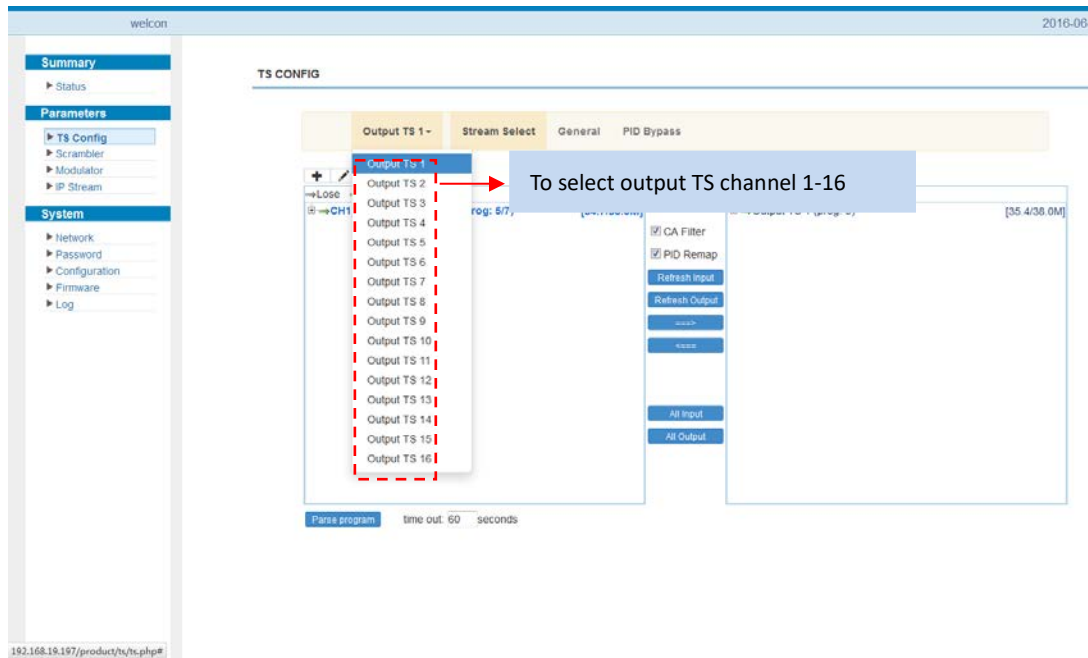 welcon
2016-06
Summary
Status
Parameters
TS Config
Scrambler
Modulator
IP Stream
System
Network
Password
Configuration
Firmware
Log
TS CONFIG
Output TS 1
Stream Select
General
PID Bypass
Output TS 1
Output TS 2
Output TS 3
Output TS 4
Output TS 5
Output TS 6
Output TS 7
Output TS 8
Output TS 9
Output TS 10
Output TS 11
Output TS 12
Output TS 13
Output TS 14
Output TS 15
Output TS 16
To select output TS channel 1-16
Lose
CH1
prog: 6/7)
CA Filter
PID Remap
Refresh Input
Refresh Output
===>
<===
All Input
All Output
[35.4/38.0M]
Parse program
time out: 60 seconds
192.168.19.197/product/ts/ts.php#